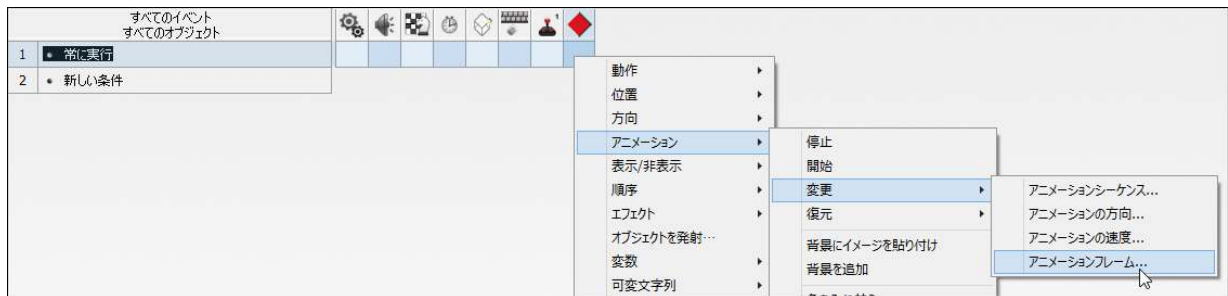 すべてのイベント
すべてのオブジェクト
1 • 常に実行
2 • 新しい条件
動作
位置
方向
アニメーション
表示/非表示
順序
エフェクト
オブジェクトを発射…
変数
可変文字列
停止
開始
変更
復元
背景にイメージを貼り付け
背景を追加
アニメーションシーケンス...
アニメーションの方向...
アニメーションの速度...
アニメーションフレーム...